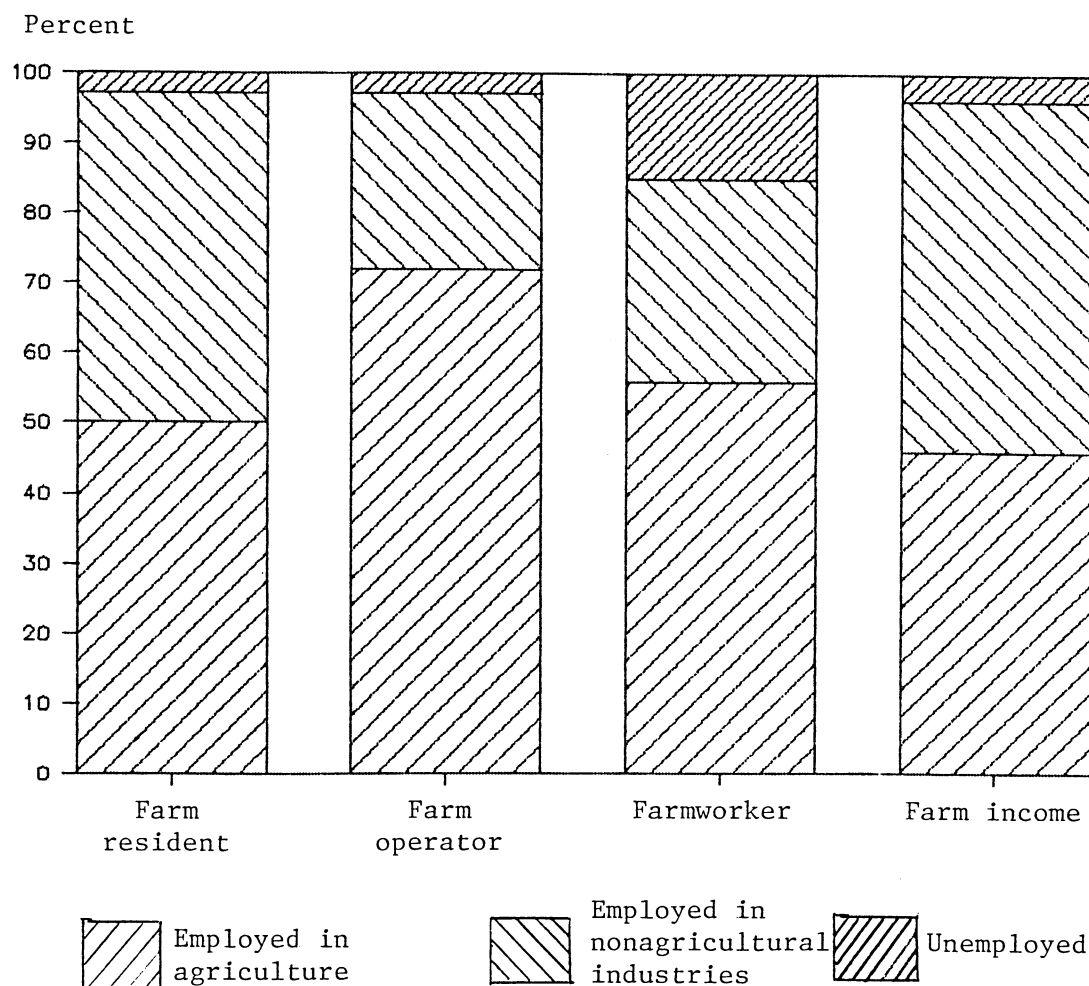 Percent
100
90
80
70
60
50
40
30
20
10
0
Farm
resident
Farm
operator
Farmworker
Farm income
Employed in
agriculture
Employed in
nonagricultural
industries
Unemployed